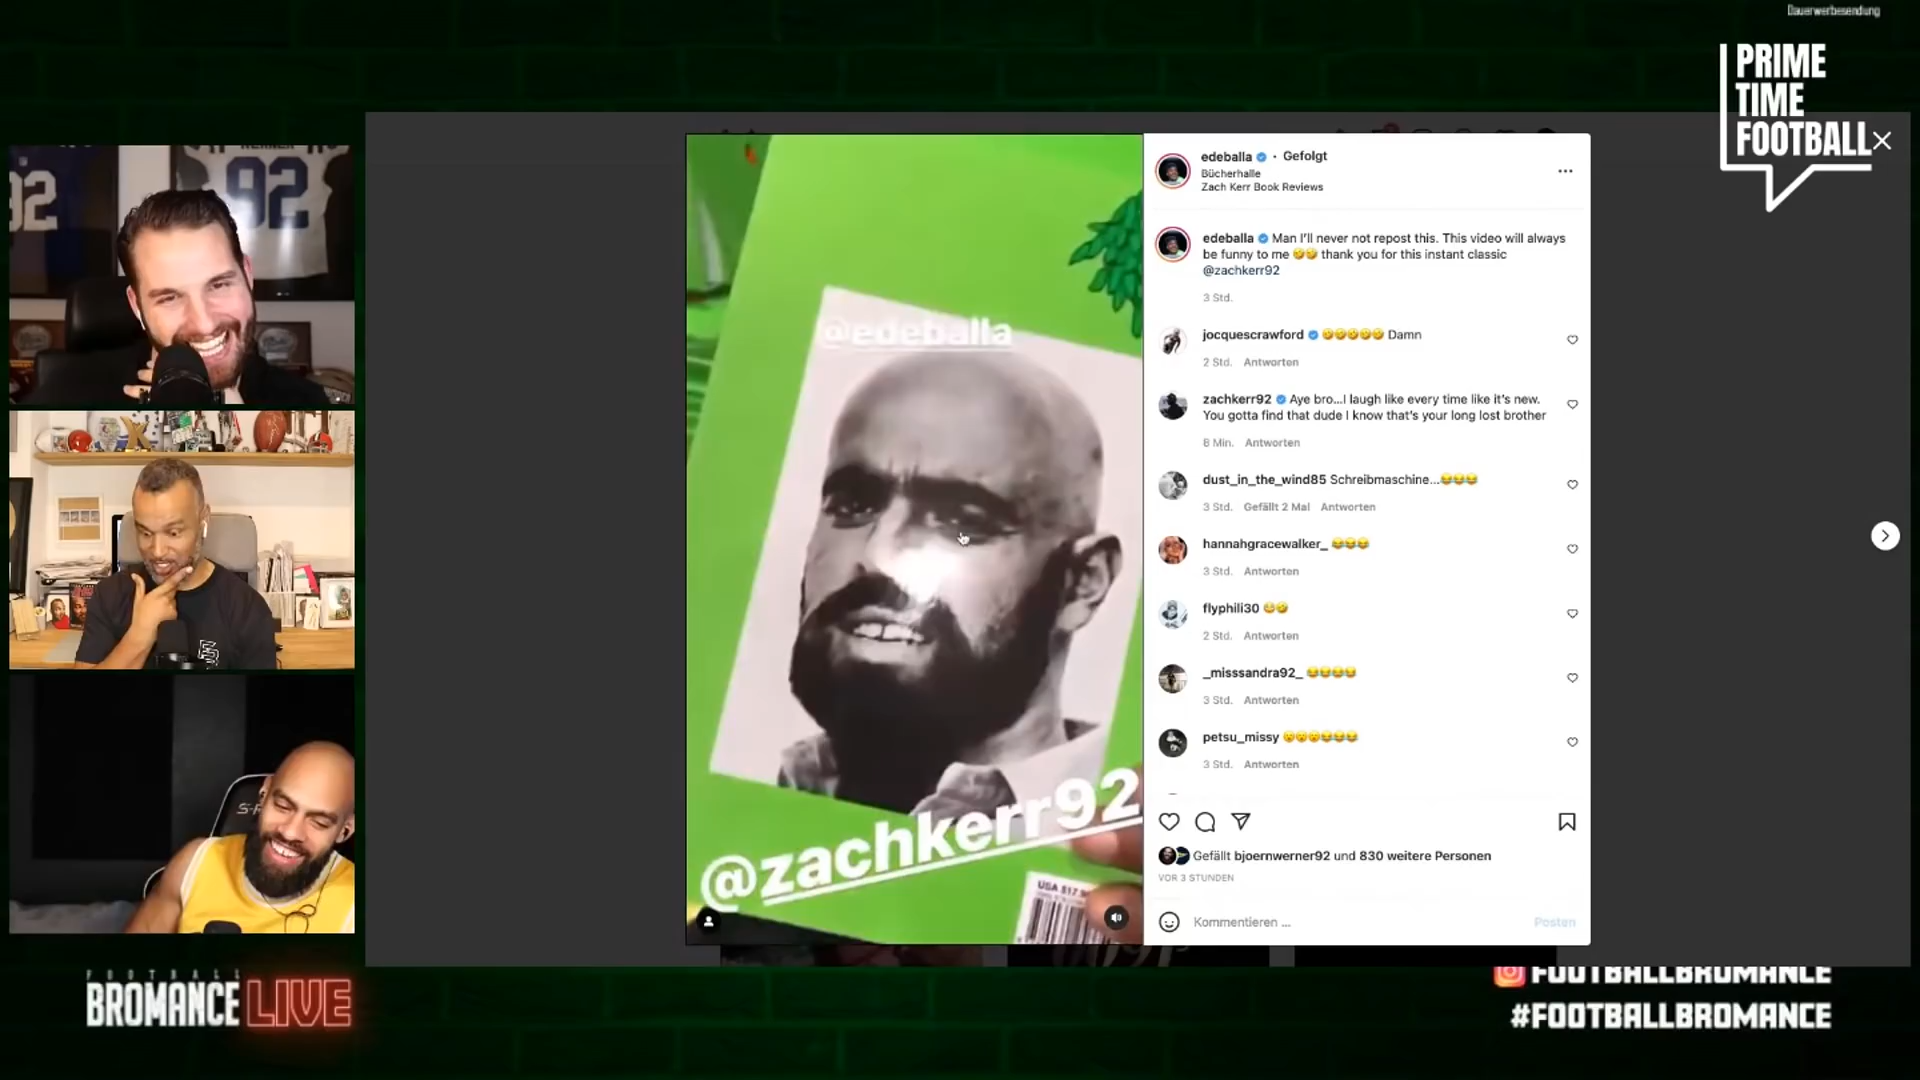 Dauerwerbesendung
PRIME
TIME
FOOTBALL
92
92
@edeballa
@zachkerr92
edeballa • Gefolgt
Bücherhalle
Zach Kerr Book Reviews
edeballa Man I'll never not repost this. This video will always
be funny to me 🤣🤣 thank you for this instant classic
@zachkerr92
3 Std.
jocquescrawford 🤣🤣🤣🤣🤣 Damn
2 Std. Antworten
zachkerr92 Aye bro...I laugh like every time like it's new.
You gotta find that dude I know that's your long lost brother
8 Min. Antworten
dust_in_the_wind85 Schreibmaschine...😂😂😂
3 Std. Gefällt 2 Mal Antworten
hannahgracewalker_ 😂😂😂
3 Std. Antworten
flyphili30 😂🤣
2 Std. Antworten
_misssandra92_ 😂😂😂😂
3 Std. Antworten
petsu_missy 😮😮😮😂😂😂
3 Std. Antworten
Gefällt bjoernwerner92 und 830 weitere Personen
VOR 3 STUNDEN
Kommentieren ...
Posten
FOOTBALL
BROMANCE LIVE
FOOTBALLBROMANCE
#FOOTBALLBROMANCE